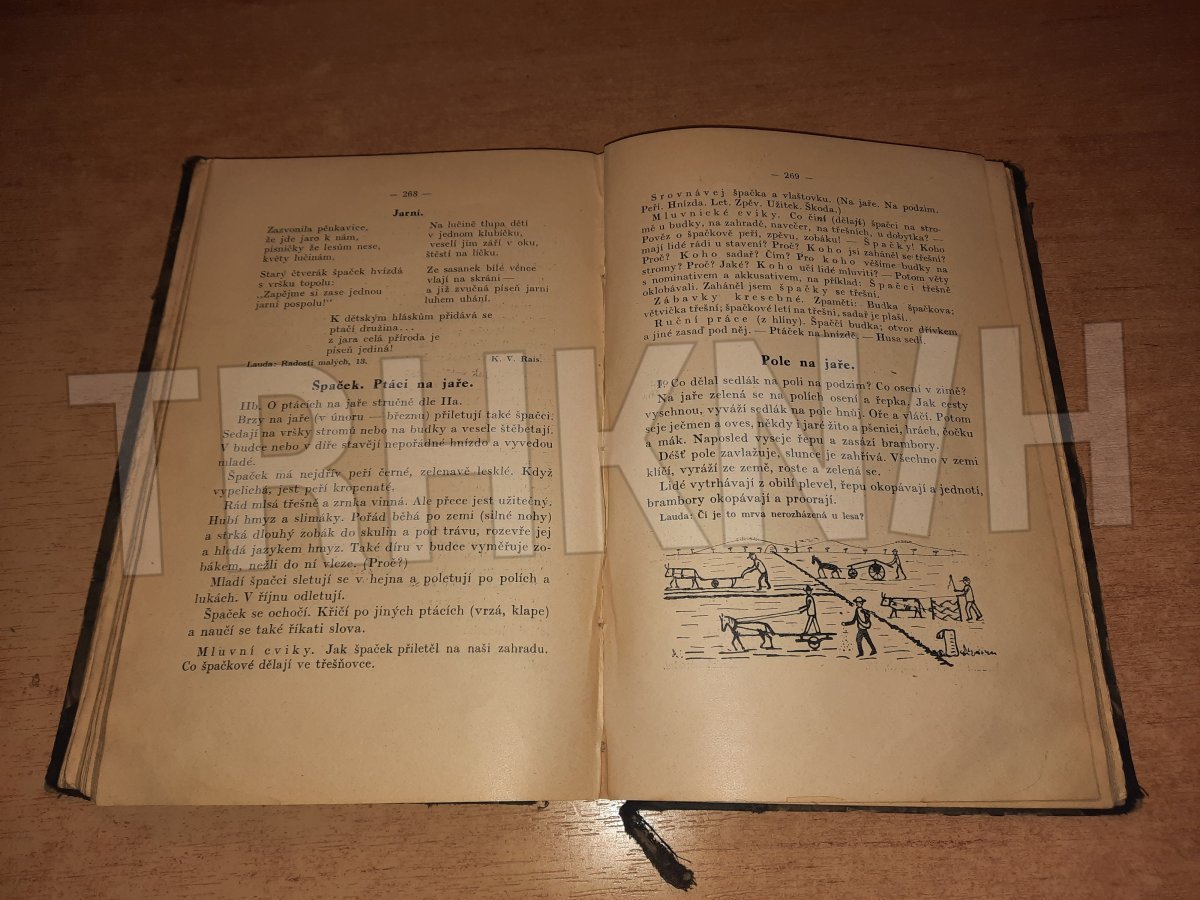 — 268 —
Jarní.
Zazvonila pěnkavice,
že jde jaro k nám,
písničky že lesům nese,
květy lučinám.
Starý čtverák špaček hvízdá
s vršku topolu:
„Zapějme si zase jednou
jarní pospolu!"
Na lučině tlupa dětí
v jednom klubíčku,
veselí jim září v oku,
štěstí na líčku.
Ze sasanek bílé věnce
vlají na skrání —
a již zvučná píseň jarní
luhem uhání.
K dětským hláskům přidává se
ptačí družina...
z jara celá příroda je
píseň jediná!
Lauda: Radosti malých, 13.
K. V. Rais.
Špaček. Ptáci na jaře.
IIb. O ptácích na jaře stručně dle IIa.
Brzy na jaře (v únoru — březnu) přiletují také špačci.
Sedají na vršky stromů nebo na budky a vesele štěbetají.
V budce nebo v díře stavějí nepořádné hnízdo a vyvedou
mladé.
Špaček má nejdřív peří černé, zelenavě lesklé. Když
vypelichá, jest peří kropenaté.
Rád mlsá třešně a zrnka vinná. Ale přece jest užitečný.
Hubí hmyz a slimáky. Pořád běhá po zemi (silné nohy)
a strká dlouhý zobák do skulin a pod trávu, rozevře jej
a hledá jazykem hmyz. Také díru v budce vyměřuje zo-
bákem, nežli do ní vleze. (Proč?)
Mladí špačci sletují se v hejna a poletují po polích a
lukách. V říjnu odletují.
Špaček se ochočí. Křičí po jiných ptácích (vrzá, klape)
a naučí se také říkati slova.
Mluvní cviky. Jak špaček přiletěl na naši zahradu.
Co špačkové dělají ve třešňovce.
— 269 —
Srovnávej špačka a vlaštovku. (Na jaře. Na podzim.
Peří. Hnízda. Let. Zpěv. Užitek. Škoda.)
Mluvnické cviky. Co činí (dělají) špačci na stro-
mě u budky, na zahradě, navečer, na třešních, u dobytka? —
Pověz o špačkově peří, zpěvu, zobáku! — Špačky! Koho
mají lidé rádi u stavení? Proč? Koho jsi zaháněl se třešní?
Proč? Koho sadař? Čím? Pro koho věšíme budky na
stromy? Proč? Jaké? Koho učí lidé mluviti? — Potom věty
s nominativem a akkusativem, na příklad: Špačci třešně
oklobávali. Zaháněl jsem špačky se třešní.
Zábavky kresebné. Zpaměti: Budka špačkova;
větvička třešní; špačkové letí na třešni, sadař je plaší.
Ruční práce (z hlíny). Špaččí budka; otvor dřívkem
a jiné zasaď pod něj. — Ptáček na hnízdě. — Husa sedí.
Pole na jaře.
I. Co dělal sedlák na poli na podzim? Co osení v zimě?
Na jaře zelená se na polích osení a řepka. Jak cesty
vyschnou, vyváží sedlák na pole hnůj. Oře a vláčí. Potom
seje ječmen a oves, někdy i jaré žito a pšenici, hrách, čočku
a mák. Naposled vyseje řepu a zasází brambory.
Déšť pole zavlažuje, slunce je zahřívá. Všechno v zemi
klíčí, vyráží ze země, roste a zelená se.
Lidé vytrhávají z obilí plevel, řepu okopávají a jednotí,
brambory okopávají a proorají.
Lauda: Čí je to mrva nerozházená u lesa?
TRHKNIH